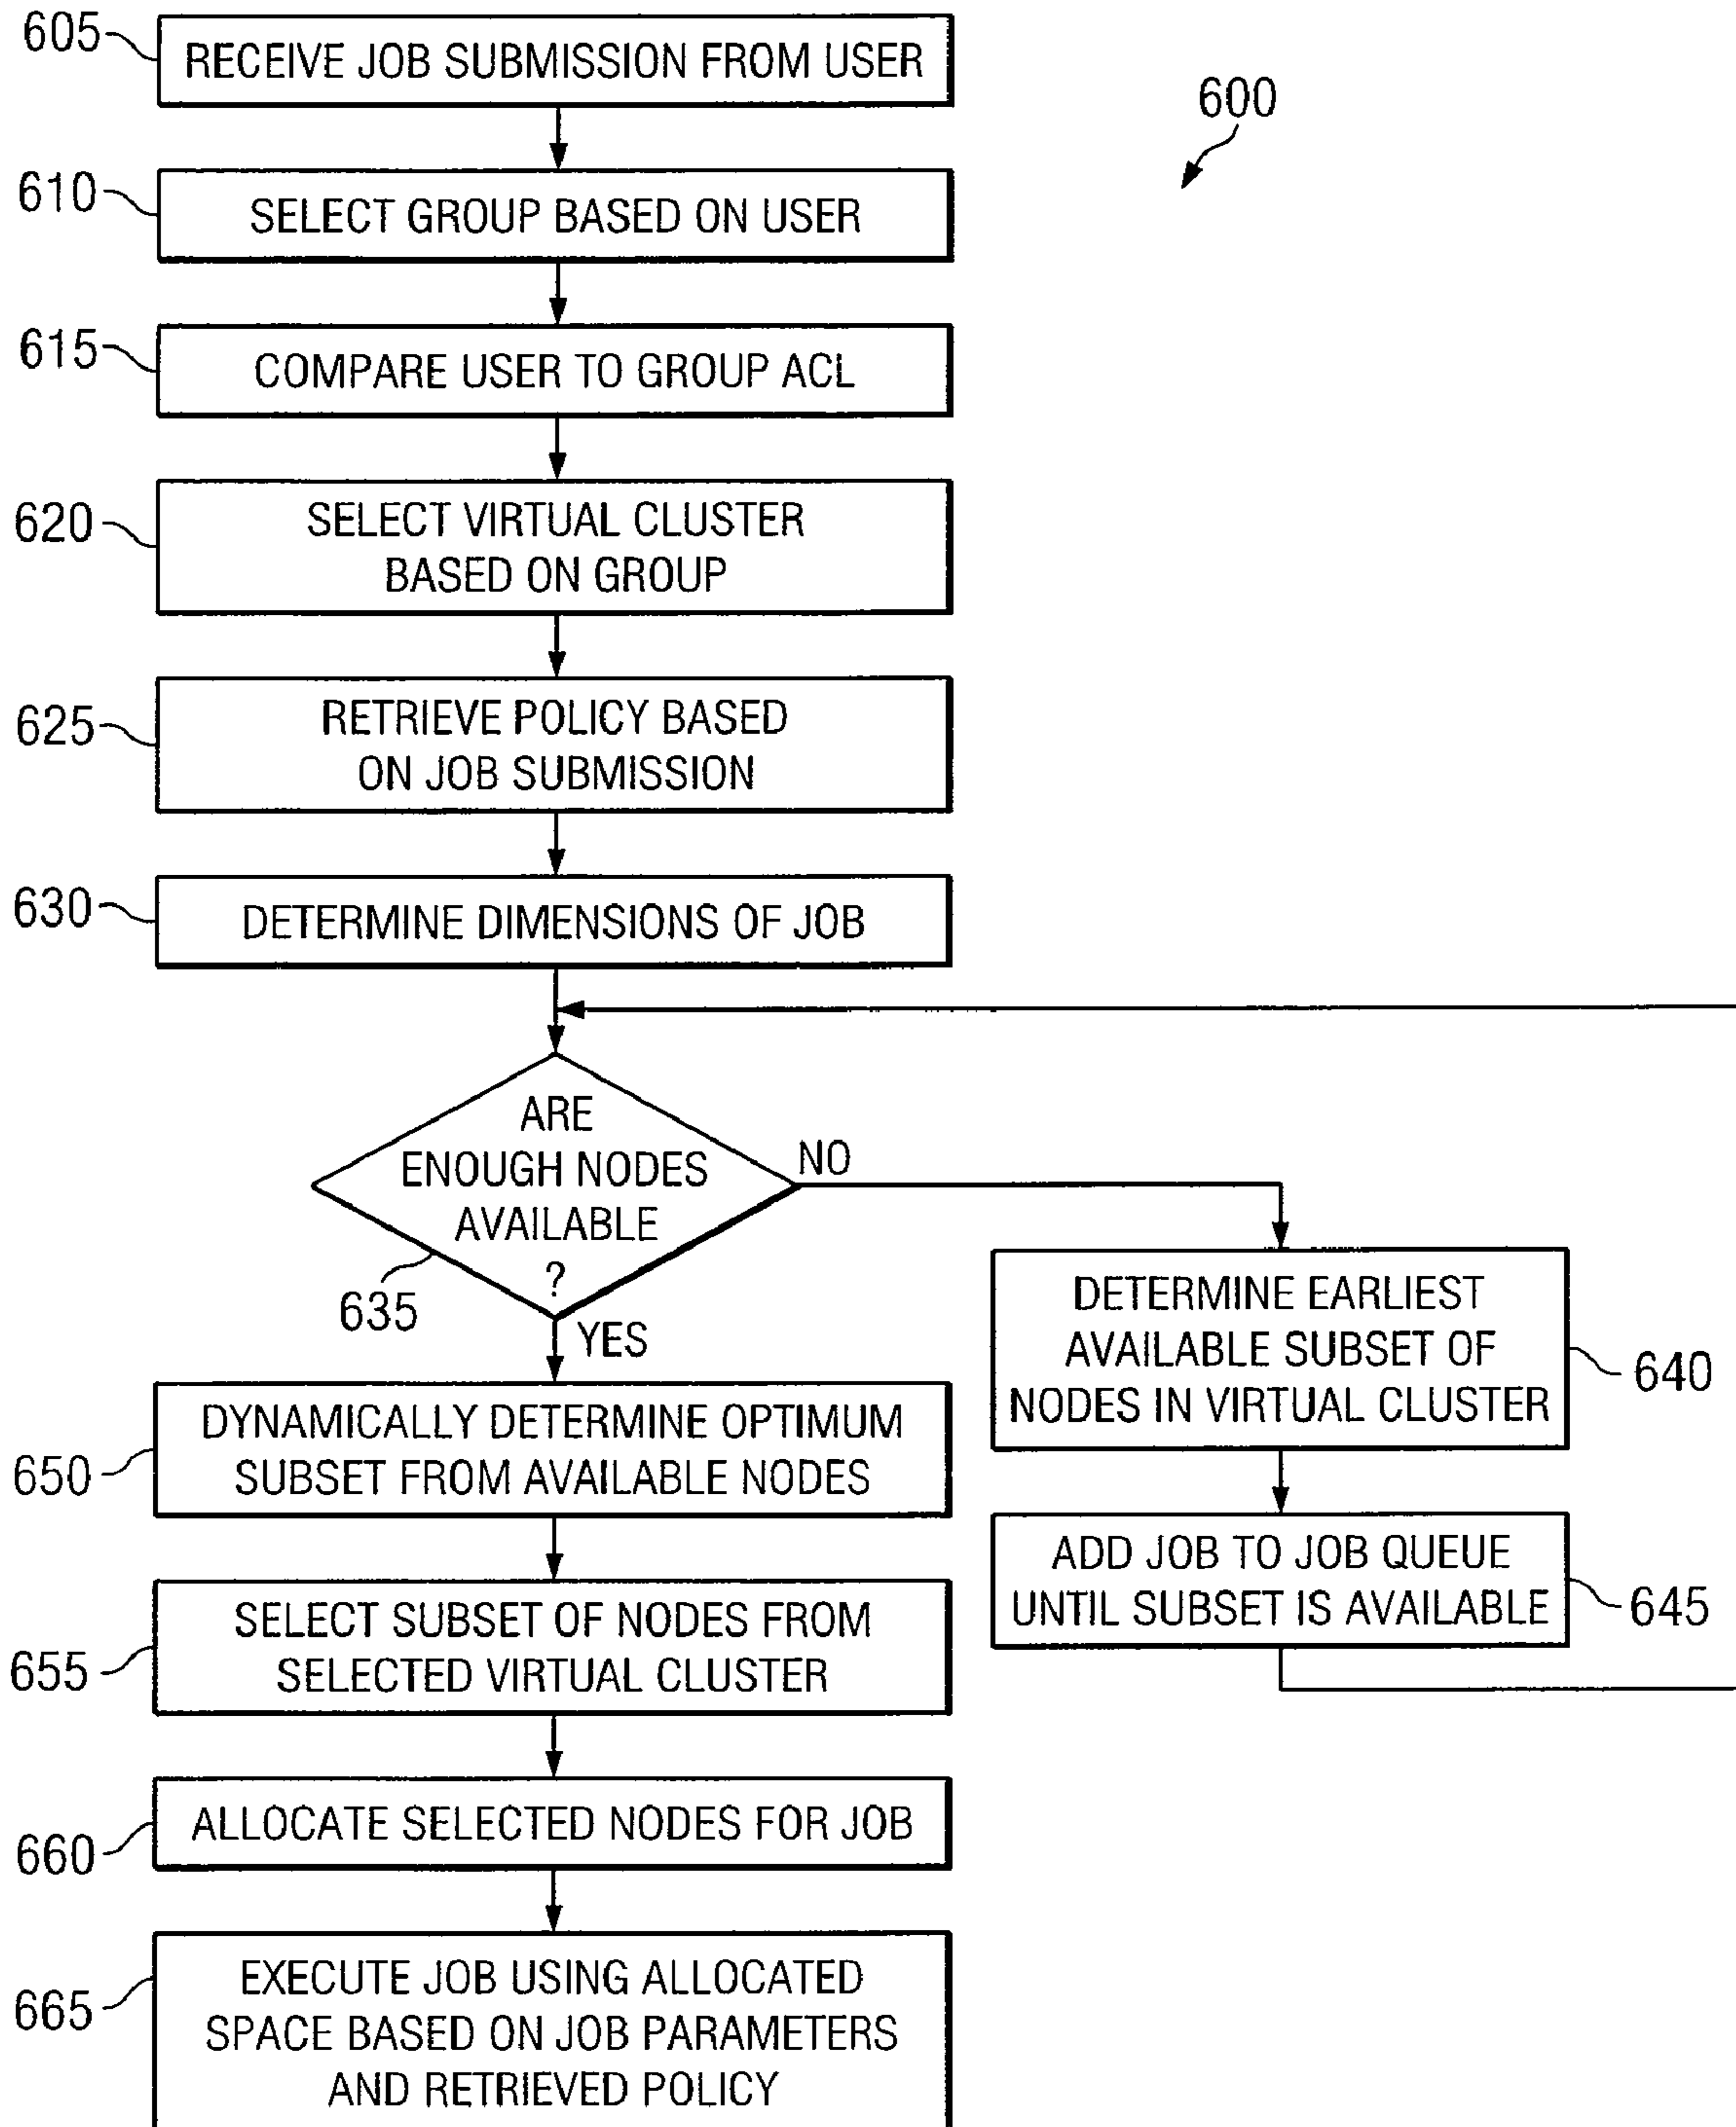 605
RECEIVE JOB SUBMISSION FROM USER
600
610
SELECT GROUP BASED ON USER
615
COMPARE USER TO GROUP ACL
620
SELECT VIRTUAL CLUSTER
BASED ON GROUP
625
RETRIEVE POLICY BASED
ON JOB SUBMISSION
630
DETERMINE DIMENSIONS OF JOB
ARE
ENOUGH NODES
AVAILABLE
?
635
NO
YES
DETERMINE EARLIEST
AVAILABLE SUBSET OF
NODES IN VIRTUAL CLUSTER
640
ADD JOB TO JOB QUEUE
UNTIL SUBSET IS AVAILABLE
645
650
DYNAMICALLY DETERMINE OPTIMUM
SUBSET FROM AVAILABLE NODES
655
SELECT SUBSET OF NODES FROM
SELECTED VIRTUAL CLUSTER
660
ALLOCATE SELECTED NODES FOR JOB
665
EXECUTE JOB USING ALLOCATED
SPACE BASED ON JOB PARAMETERS
AND RETRIEVED POLICY